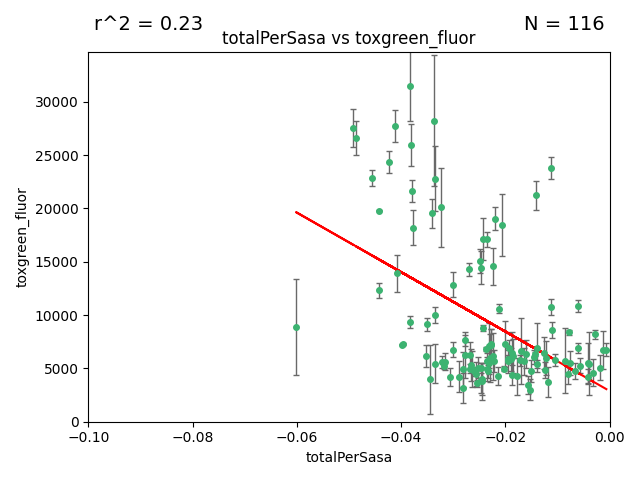 r^2 = 0.23
N = 116
totalPerSasa vs toxgreen_fluor
toxgreen_fluor
30000
25000
20000
15000
10000
5000
0
−0.10
−0.08
−0.06
−0.04
−0.02
0.00
totalPerSasa